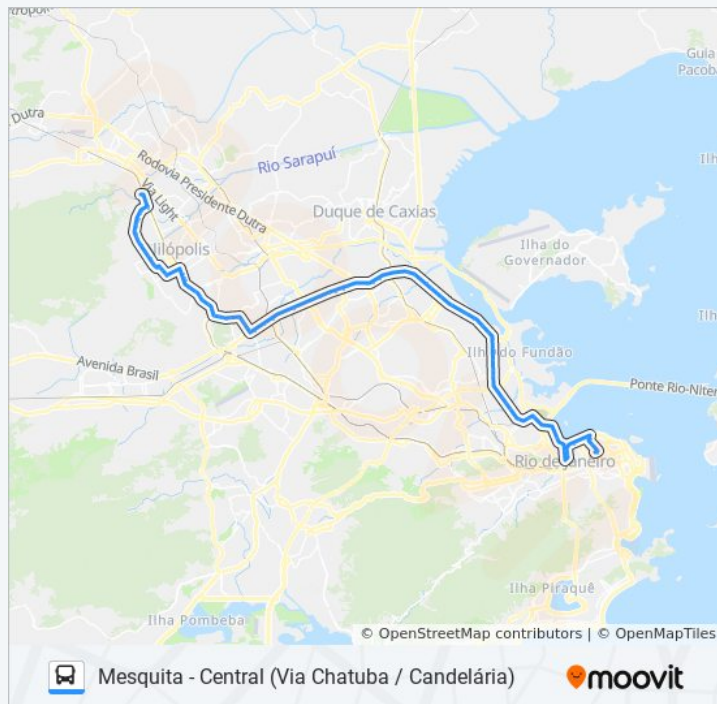 Dutra
Guia
Pacoba
Rio Sarapuí
Rodovia Presidente Dutra
Via Light
Duque de Caxias
Ilha do
Governador
Ilh
Nilópolis
Avenida Brasil
Ilha do Fundão
Ponte Rio-Niter
Rio de Janeiro
Ilha Piraquê
Ilha Pombeba
© OpenStreetMap contributors | © OpenMapTiles
Mesquita - Central (Via Chatuba / Candelária)
moovit